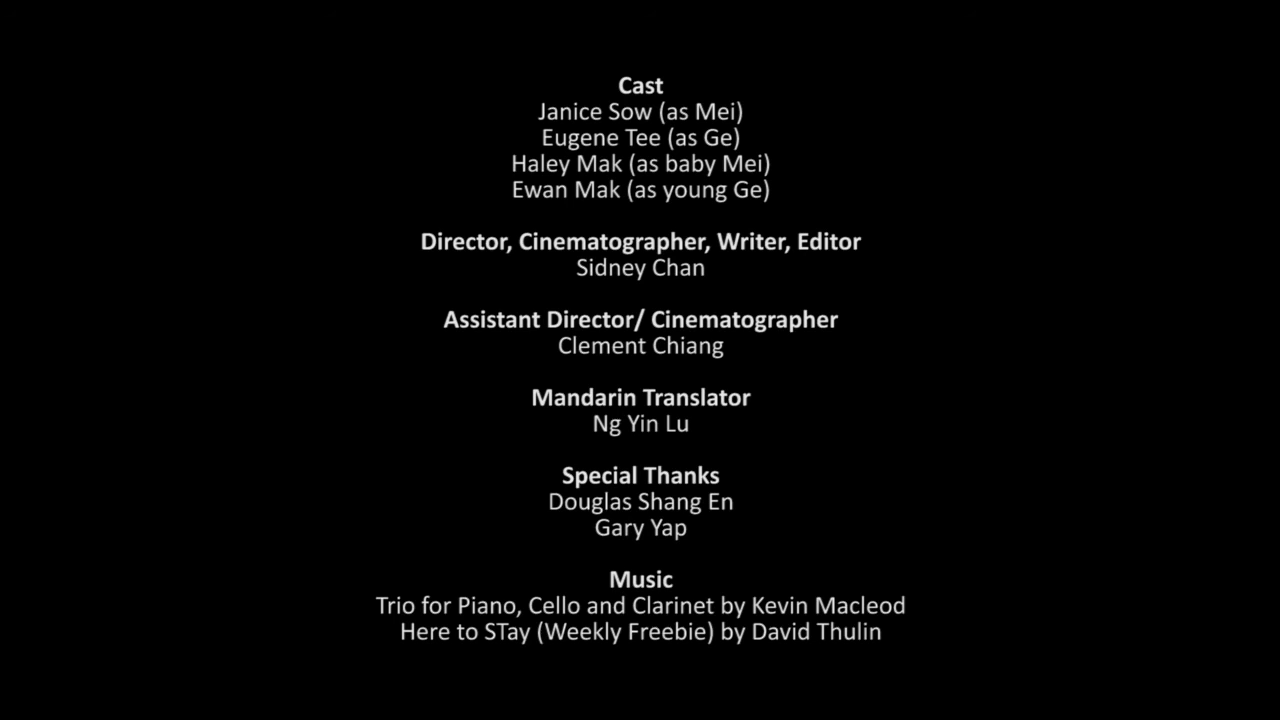 Cast
Janice Sow (as Mei)
Eugene Tee (as Ge)
Haley Mak (as baby Mei)
Ewan Mak (as young Ge)
Director, Cinematographer, Writer, Editor
Sidney Chan
Assistant Director/ Cinematographer
Clement Chiang
Mandarin Translator
Ng Yin Lu
Special Thanks
Douglas Shang En
Gary Yap
Music
Trio for Piano, Cello and Clarinet by Kevin Macleod
Here to STay (Weekly Freebie) by David Thulin